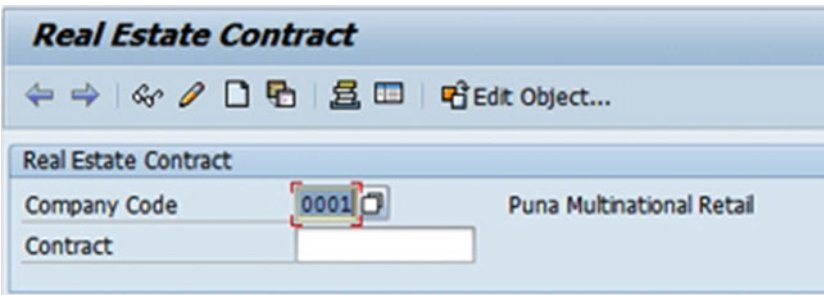 Real Estate Contract
Edit Object...
Real Estate Contract
Company Code 0001 Puna Multinational Retail
Contract